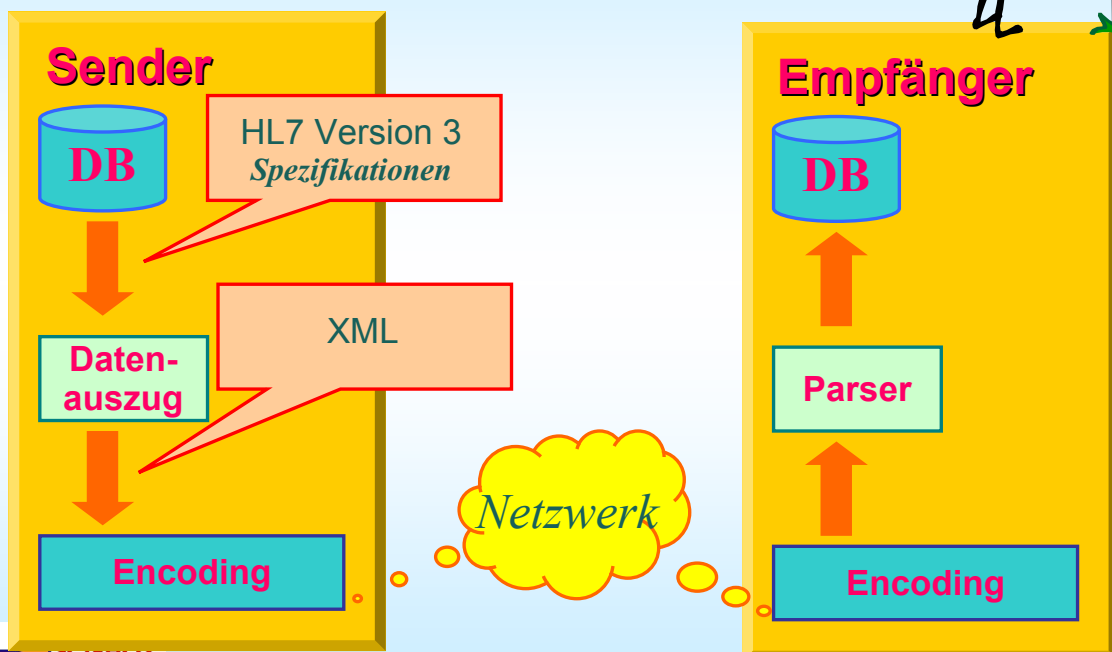 Sender
DB
HL7 Version 3
Spezifikationen
Daten-
auszug
XML
Encoding
Netzwerk
Empfänger
DB
Parser
Encoding